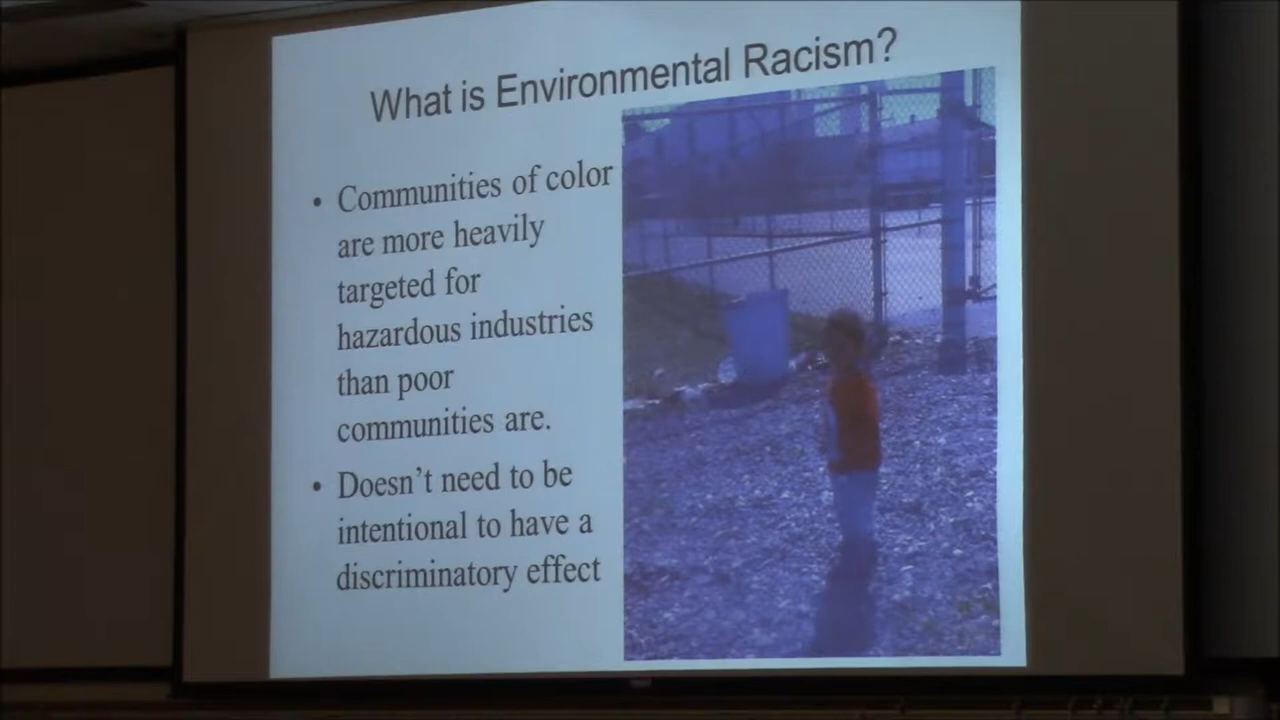 What is Environmental Racism?
• Communities of color
are more heavily
targeted for
hazardous industries
than poor
communities are.
• Doesn't need to be
intentional to have a
discriminatory effect